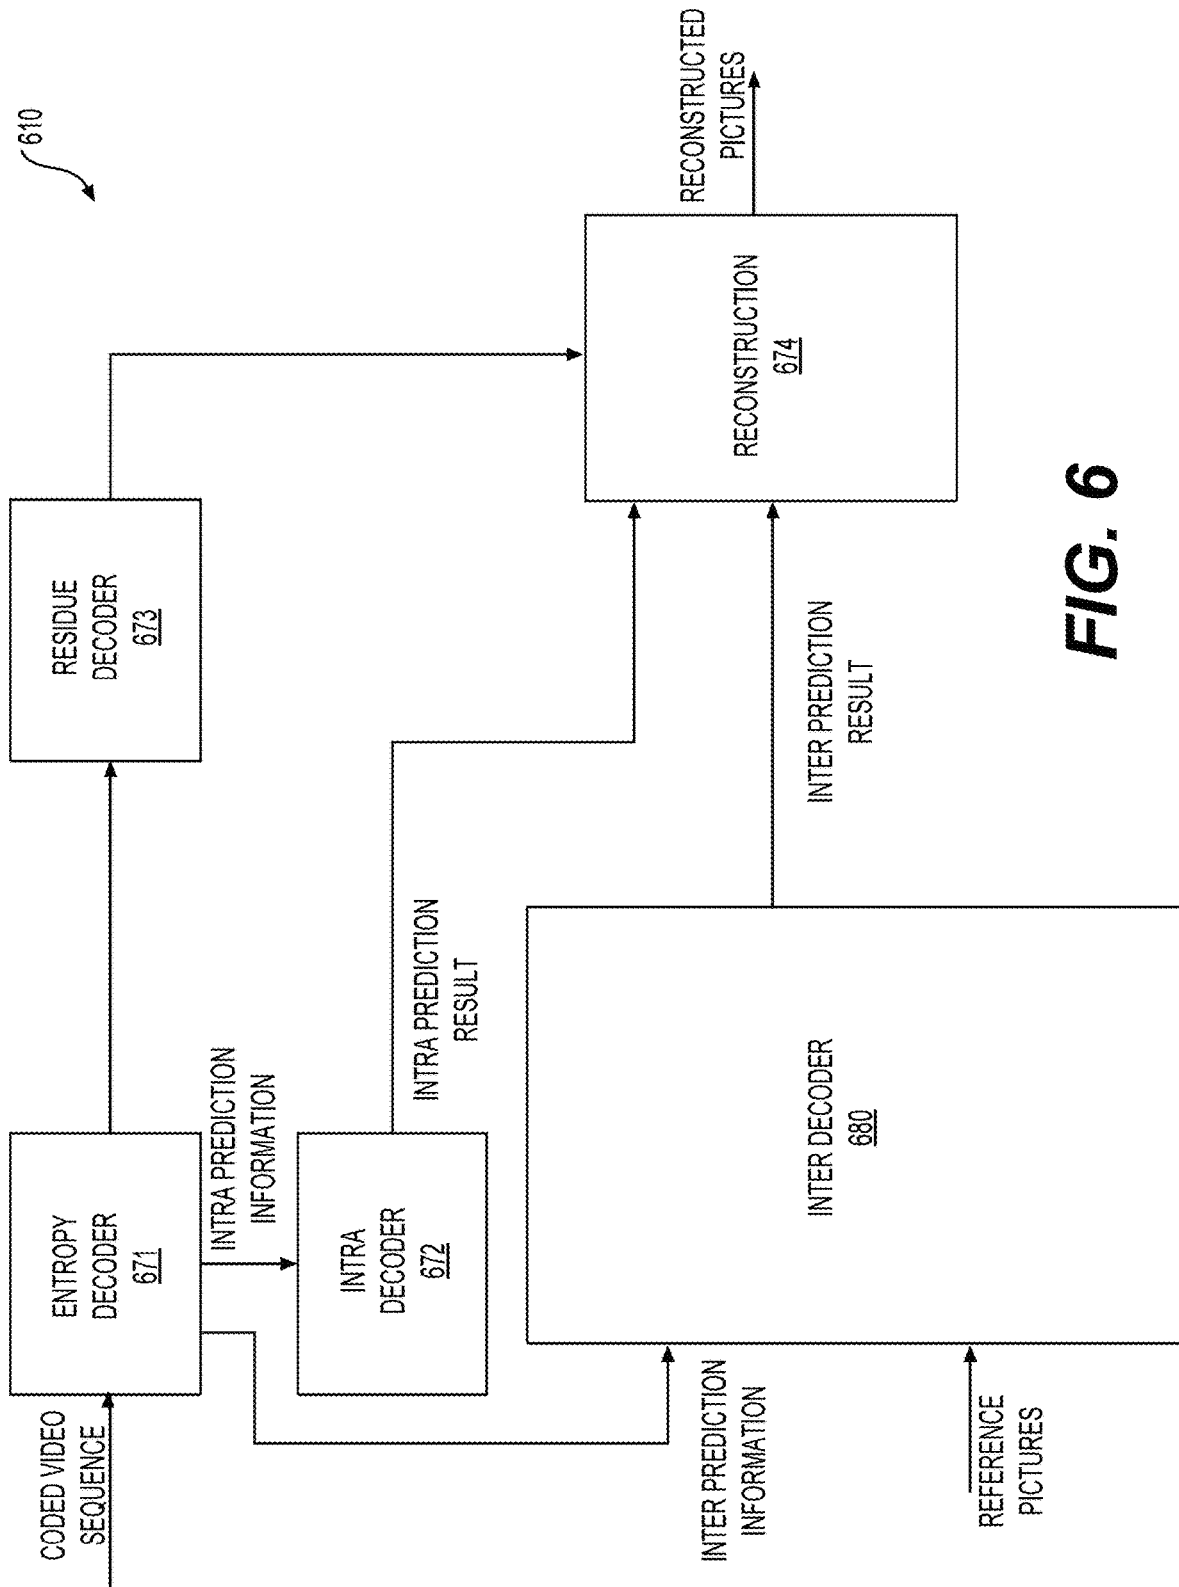 610
CODED VIDEO
SEQUENCE
ENTROPY
DECODER
671
RESIDUE
DECODER
673
INTRA PREDICTION
INFORMATION
INTRA
DECODER
672
INTRA PREDICTION
RESULT
INTER PREDICTION
INFORMATION
REFERENCE
PICTURES
INTER DECODER
680
INTER PREDICTION
RESULT
RECONSTRUCTION
674
RECONSTRUCTED
PICTURES
FIG. 6